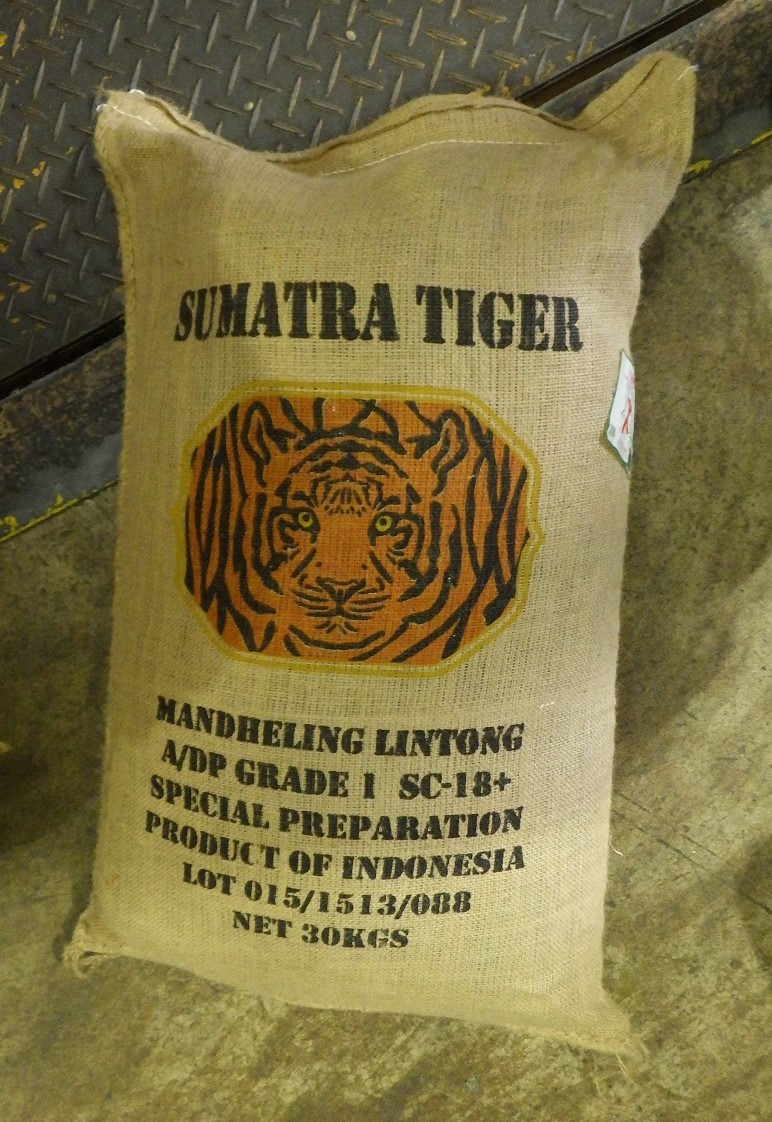 SUMATRA TIGER
MANDHELING LINTONG
A/DP GRADE 1 SC-18+
SPECIAL PREPARATION
PRODUCT OF INDONESIA
LOT 015/1513/088
NET 30KGS